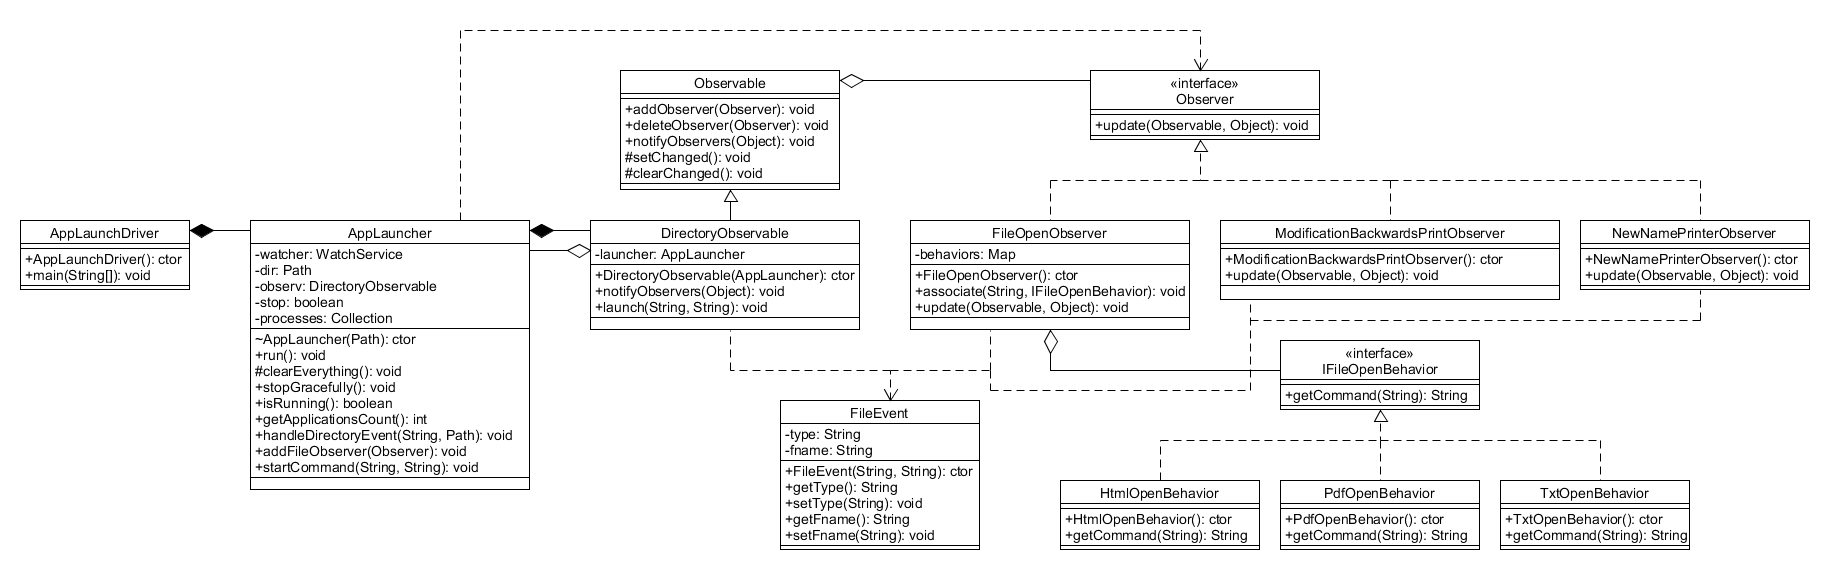 Observable
+addObserver(Observer): void
+deleteObserver(Observer): void
+notifyObservers(Object): void
#setChanged(): void
#clearChanged(): void
«interface»
Observer
+update(Observable, Object): void
AppLaunchDriver
+AppLaunchDriver(): ctor
+main(String[]): void
AppLauncher
-watcher: WatchService
-dir: Path
-observ: DirectoryObservable
-stop: boolean
-processes: Collection
~AppLauncher(Path): ctor
+run(): void
#clearEverything(): void
+stopGracefully(): void
+isRunning(): boolean
+getApplicationsCount(): int
+handleDirectoryEvent(String, Path): void
+addFileObserver(Observer): void
+startCommand(String, String): void
DirectoryObservable
-launcher: AppLauncher
+DirectoryObservable(AppLauncher): ctor
+notifyObservers(Object): void
+launch(String, String): void
FileOpenObserver
-behaviors: Map
+FileOpenObserver(): ctor
+associate(String, IFileOpenBehavior): void
+update(Observable, Object): void
ModificationBackwardsPrintObserver
+ModificationBackwardsPrintObserver(): ctor
+update(Observable, Object): void
NewNamePrinterObserver
+NewNamePrinterObserver(): ctor
+update(Observable, Object): void
«interface»
IFileOpenBehavior
+getCommand(String): String
FileEvent
-type: String
-fname: String
+FileEvent(String, String): ctor
+getType(): String
+setType(String): void
+getFname(): String
+setFname(String): void
HtmlOpenBehavior
+HtmlOpenBehavior(): ctor
+getCommand(String): String
PdfOpenBehavior
+PdfOpenBehavior(): ctor
+getCommand(String): String
TxtOpenBehavior
+TxtOpenBehavior(): ctor
+getCommand(String): String